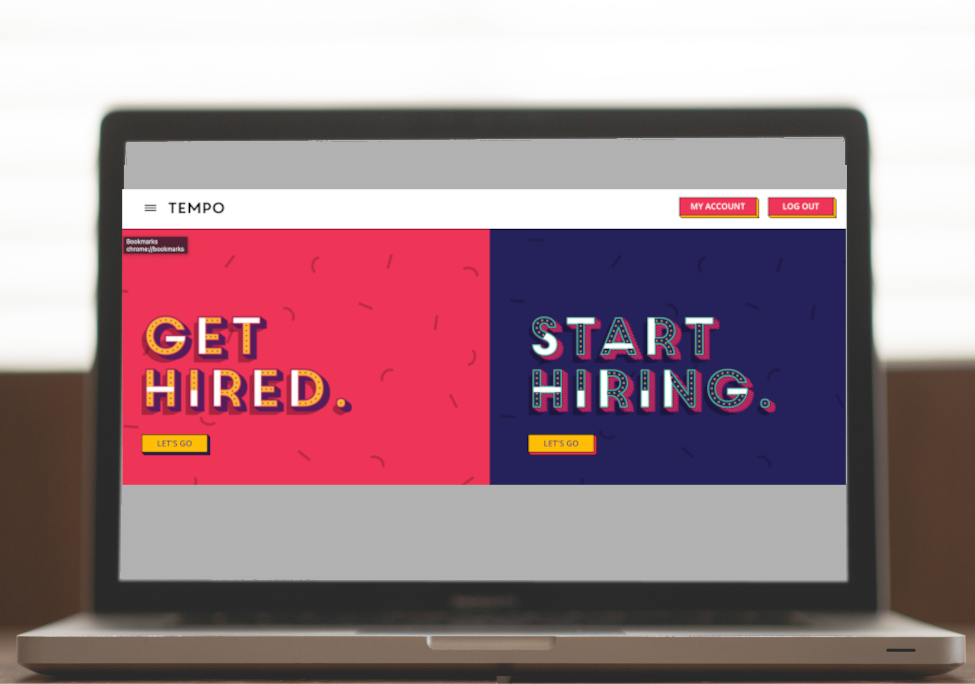 TEMPO
MY ACCOUNT
LOG OUT
Bookmarks
chrome://bookmarks
GET
HIRED.
LET'S GO
START
HIRING.
LET'S GO